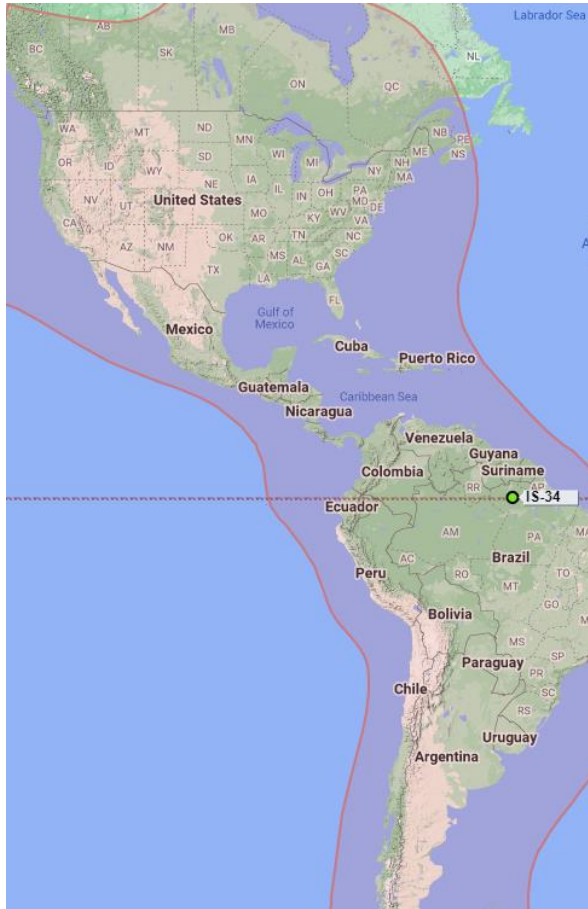 Labrador Sea
AB
MB
BC
SK
NL
ON
QC
WA
MT
ND
MN
NB
PE
ME
NS
OR
ID
SD
WI
MI
NH
NY
MA
WY
IA
NE
PA
NV
United States
IL
IN
OH
MD
DE
UT
MO
KY
WV
VA
CA
OK
AR
TN
NC
AZ
NM
MS
AL
SC
GA
TX
LA
FL
Gulf of
Mexico
Mexico
Cuba
Puerto Rico
Guatemala
Caribbean Sea
Nicaragua
Venezuela
Guyana
Colombia
Suriname
RR
AP
IS-34
Ecuador
AM
PA
MA
AC
Brazil
Peru
RO
TO
MT
Bolivia
GO
MS
Paraguay
SP
PR
Chile
SC
RS
Uruguay
Argentina